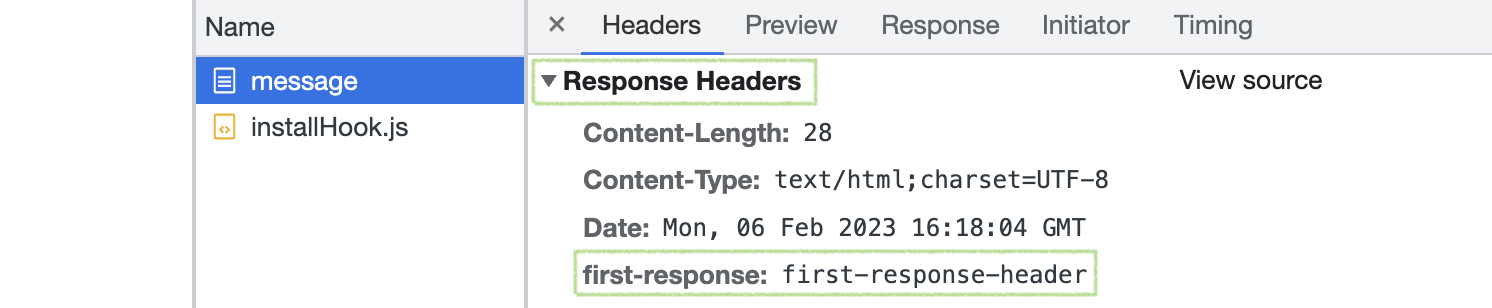 Name
message
installHook.js
× Headers Preview Response Initiator Timing
▼ Response Headers View source
Content-Length: 28
Content-Type: text/html;charset=UTF-8
Date: Mon, 06 Feb 2023 16:18:04 GMT
first-response: first-response-header